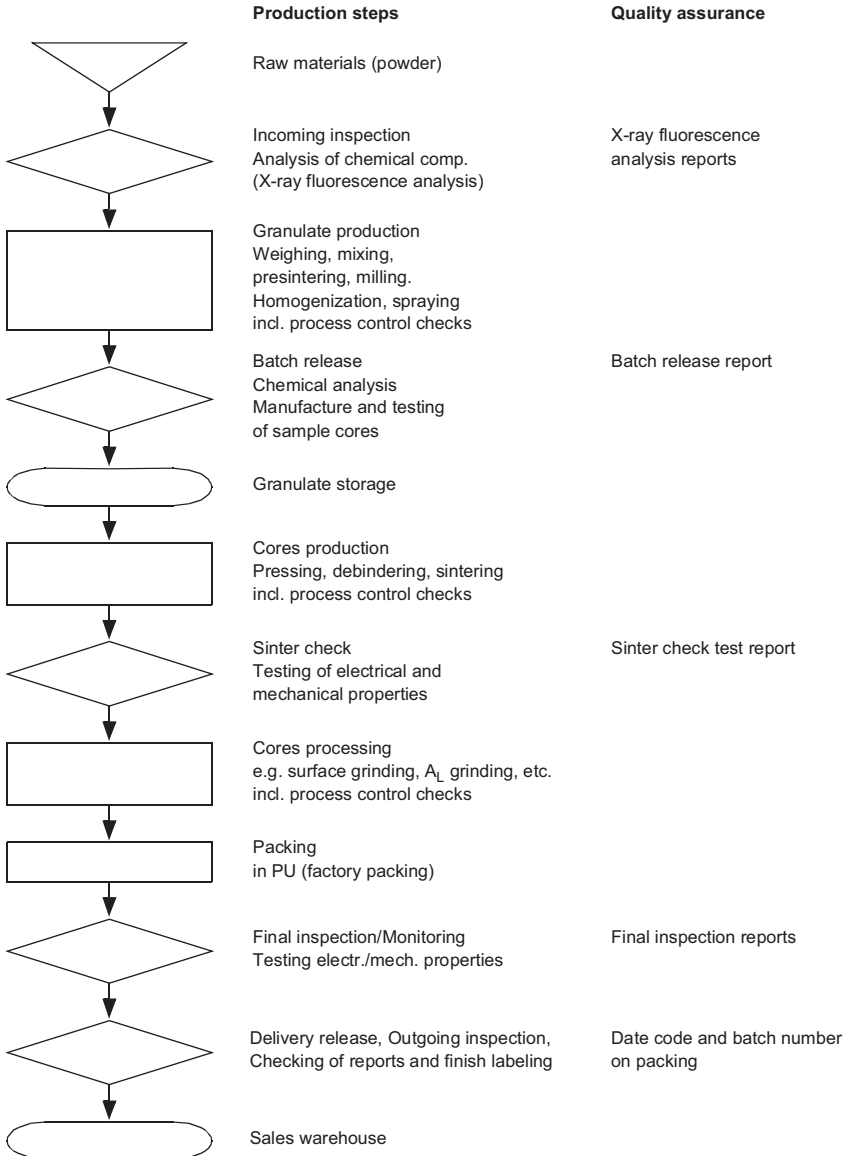 Production steps
Quality assurance
Raw materials (powder)
Incoming inspection
Analysis of chemical comp.
(X-ray fluorescence analysis)
X-ray fluorescence
analysis reports
Granulate production
Weighing, mixing,
presintering, milling.
Homogenization, spraying
incl. process control checks
Batch release
Chemical analysis
Manufacture and testing
of sample cores
Batch release report
Granulate storage
Cores production
Pressing, debindering, sintering
incl. process control checks
Sinter check
Testing of electrical and
mechanical properties
Sinter check test report
Cores processing
e.g. surface grinding, A_L grinding, etc.
incl. process control checks
Packing
in PU (factory packing)
Final inspection/Monitoring
Testing electr./mech. properties
Final inspection reports
Delivery release, Outgoing inspection,
Checking of reports and finish labeling
Date code and batch number
on packing
Sales warehouse